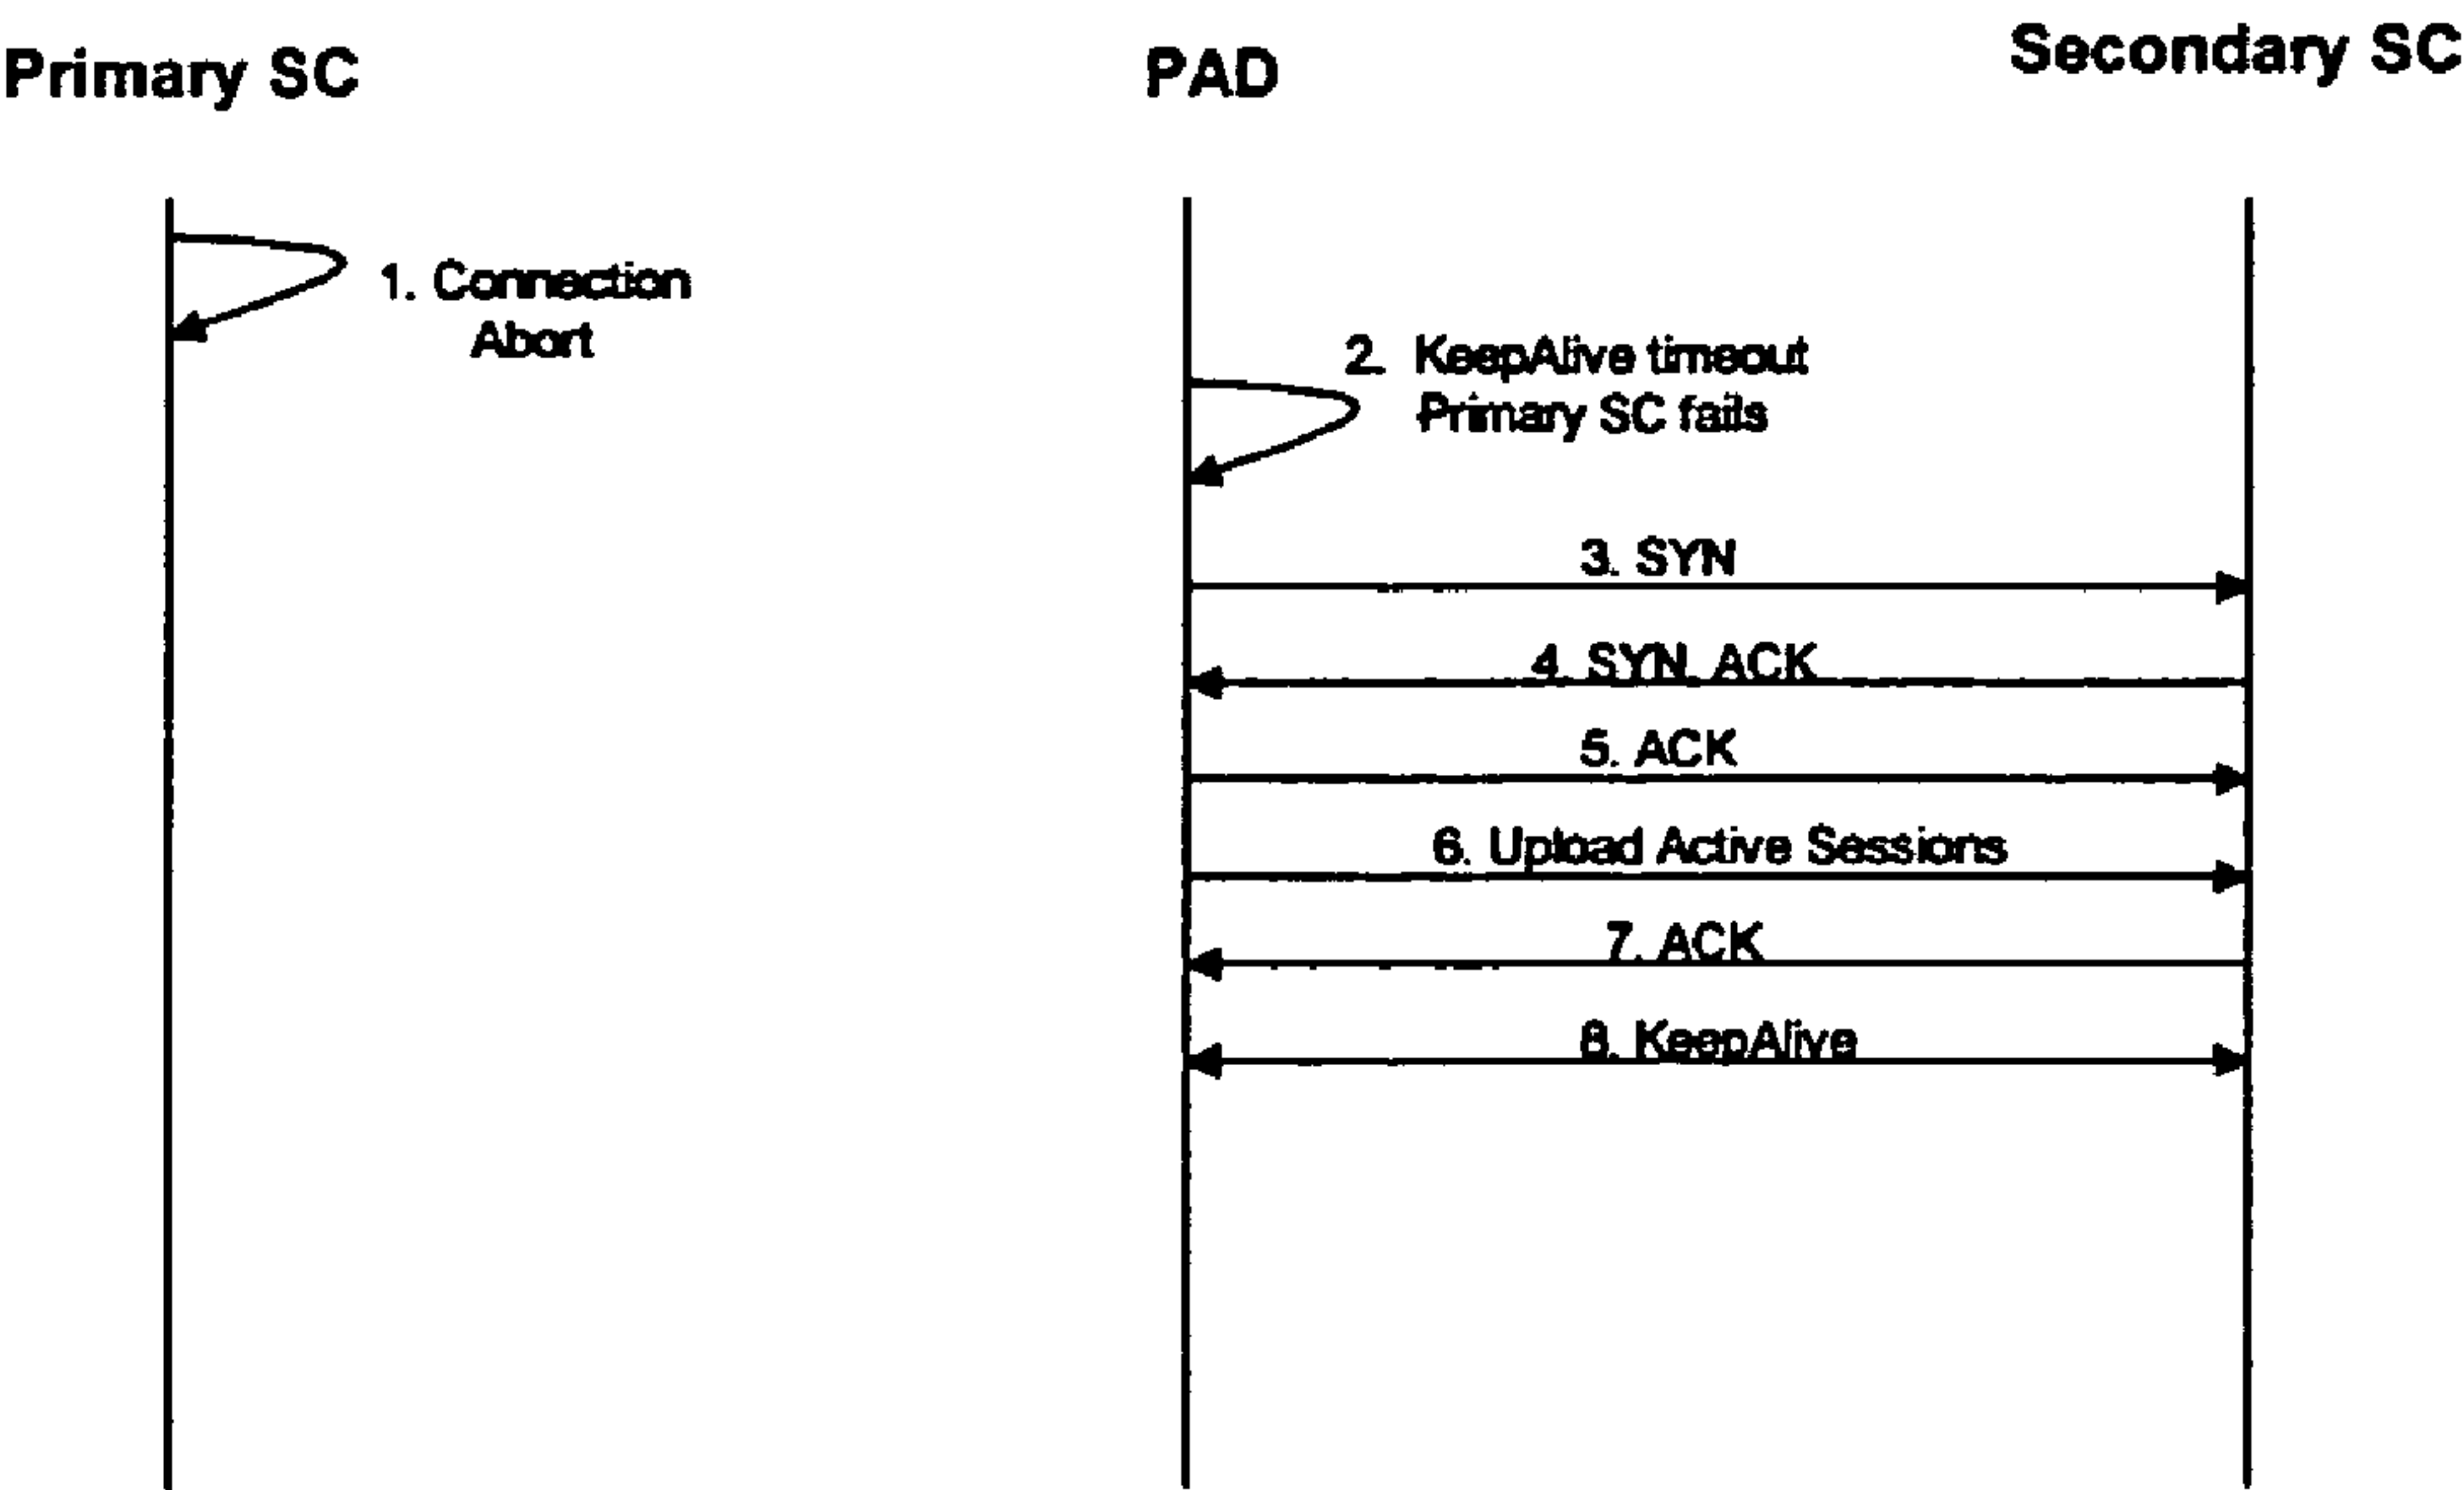 Primary SC
PAD
Secondary SC
1. Connection
Abort
2. KeepAlive timeout
Primary SC fails
3. SYN
4. SYN, ACK
5. ACK
6. Upload Active Sessions
7. ACK
8. KeepAlive